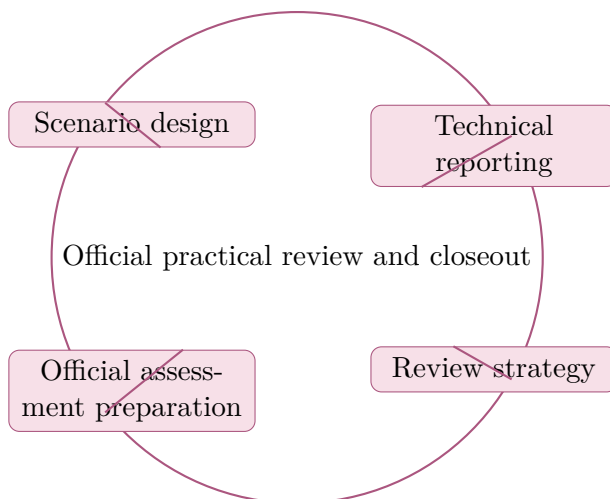 Scenario design
Technical
reporting
Official practical review and closeout
Official assess-
ment preparation
Review strategy